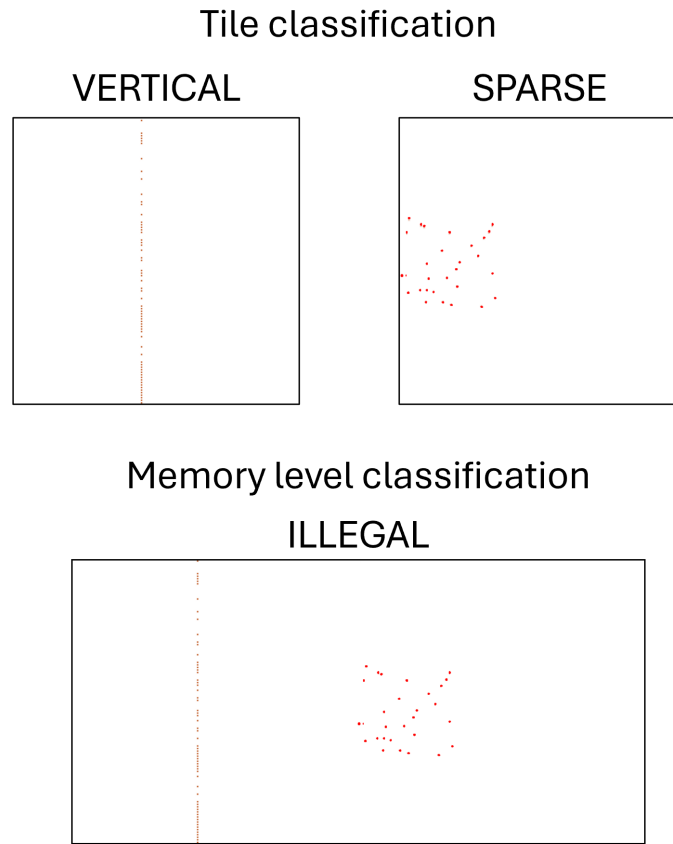 Tile classification
VERTICAL
SPARSE
Memory level classification
ILLEGAL